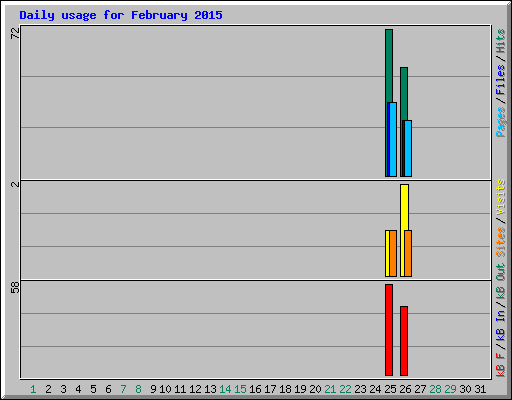 Daily usage for February 2015
72
2
58
Pages/Files/Hits
Sites/Visits
kB F/kB In/kB Out
1 2 3 4 5 6 7 8 9 10 11 12 13 14 15 16 17 18 19 20 21 22 23 24 25 26 27 28 29 30 31